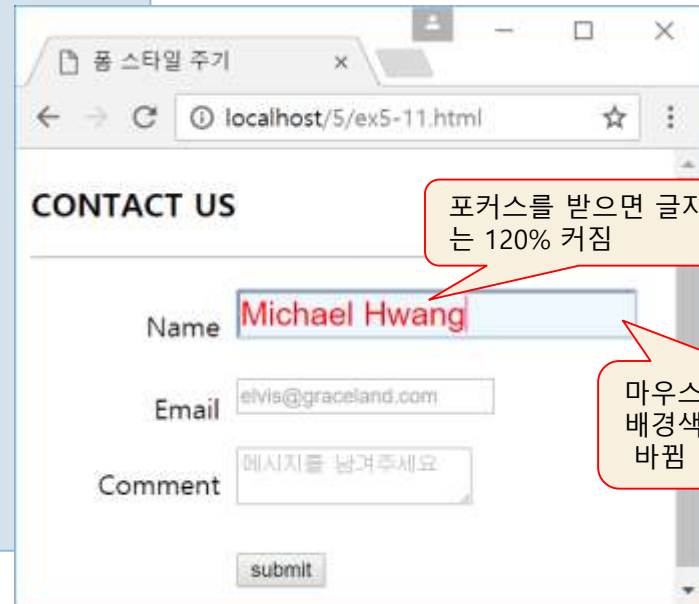 폼 스타일 주기
localhost/5/ex5-11.html
CONTACT US
포커스를 받으면 글자
는 120% 커짐
Name Michael Hwang
마우스
배경색
바뀜
Email elvis@graceland.com
Comment 메시지를 남겨주세요
submit